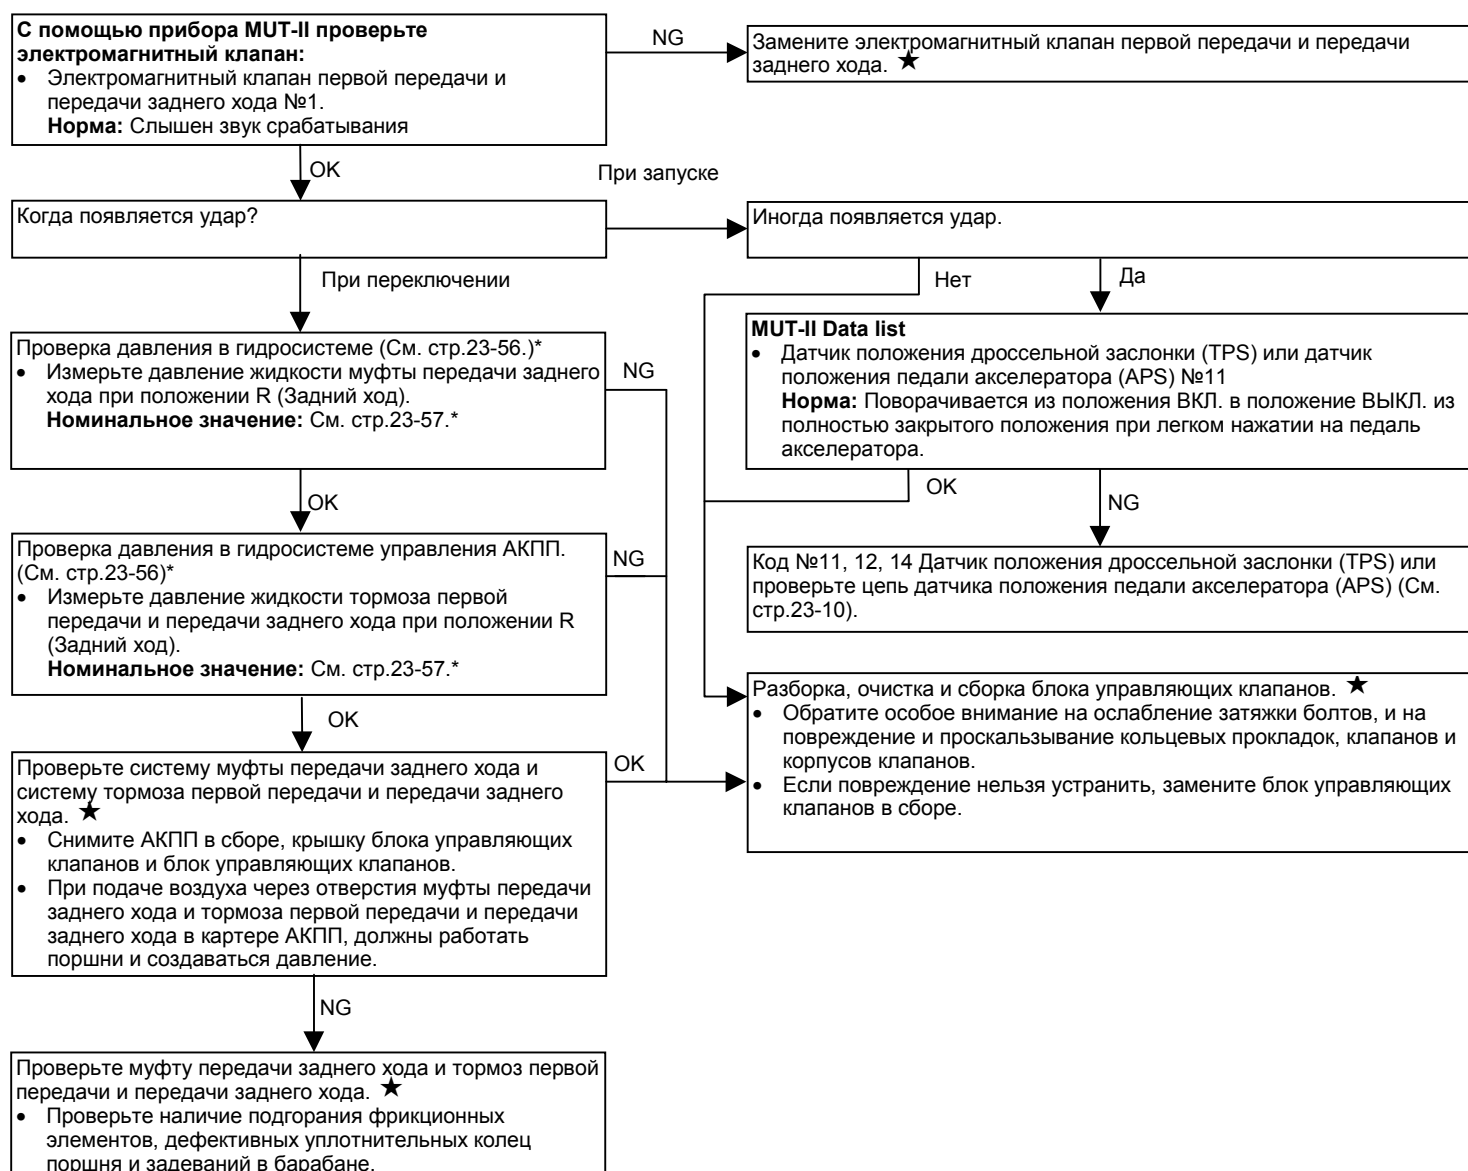 С помощью прибора MUT-II проверьте
электромагнитный клапан:
• Электромагнитный клапан первой передачи и
передачи заднего хода №1.
Норма: Слышен звук срабатывания
NG
Замените электромагнитный клапан первой передачи и передачи
заднего хода. ★
OK
При запуске
Когда появляется удар?
Иногда появляется удар.
При переключении
Нет
Да
Проверка давления в гидросистеме (См. стр.23-56.)*
• Измерьте давление жидкости муфты передачи заднего
хода при положении R (Задний ход).
Номинальное значение: См. стр.23-57.*
NG
MUT-II Data list
• Датчик положения дроссельной заслонки (TPS) или датчик
положения педали акселератора (APS) №11
Норма: Поворачивается из положения ВКЛ. в положение ВЫКЛ. из
полностью закрытого положения при легком нажатии на педаль
акселератора.
OK
OK
NG
Проверка давления в гидросистеме управления АКПП.
(См. стр.23-56)*
• Измерьте давление жидкости тормоза первой
передачи и передачи заднего хода при положении R
(Задний ход).
Номинальное значение: См. стр.23-57.*
NG
Код №11, 12, 14 Датчик положения дроссельной заслонки (TPS) или
проверьте цепь датчика положения педали акселератора (APS) (См.
стр.23-10).
OK
Разборка, очистка и сборка блока управляющих клапанов. ★
• Обратите особое внимание на ослабление затяжки болтов, и на
повреждение и проскальзывание кольцевых прокладок, клапанов и
корпусов клапанов.
• Если повреждение нельзя устранить, замените блок управляющих
клапанов в сборе.
Проверьте систему муфты передачи заднего хода и
систему тормоза первой передачи и передачи заднего
хода. ★
• Снимите АКПП в сборе, крышку блока управляющих
клапанов и блок управляющих клапанов.
• При подаче воздуха через отверстия муфты передачи
заднего хода и тормоза первой передачи и передачи
заднего хода в картере АКПП, должны работать
поршни и создаваться давление.
OK
NG
Проверьте муфту передачи заднего хода и тормоз первой
передачи и передачи заднего хода. ★
• Проверьте наличие подгорания фрикционных
элементов, дефективных уплотнительных колец
поршня и задеваний в барабане.